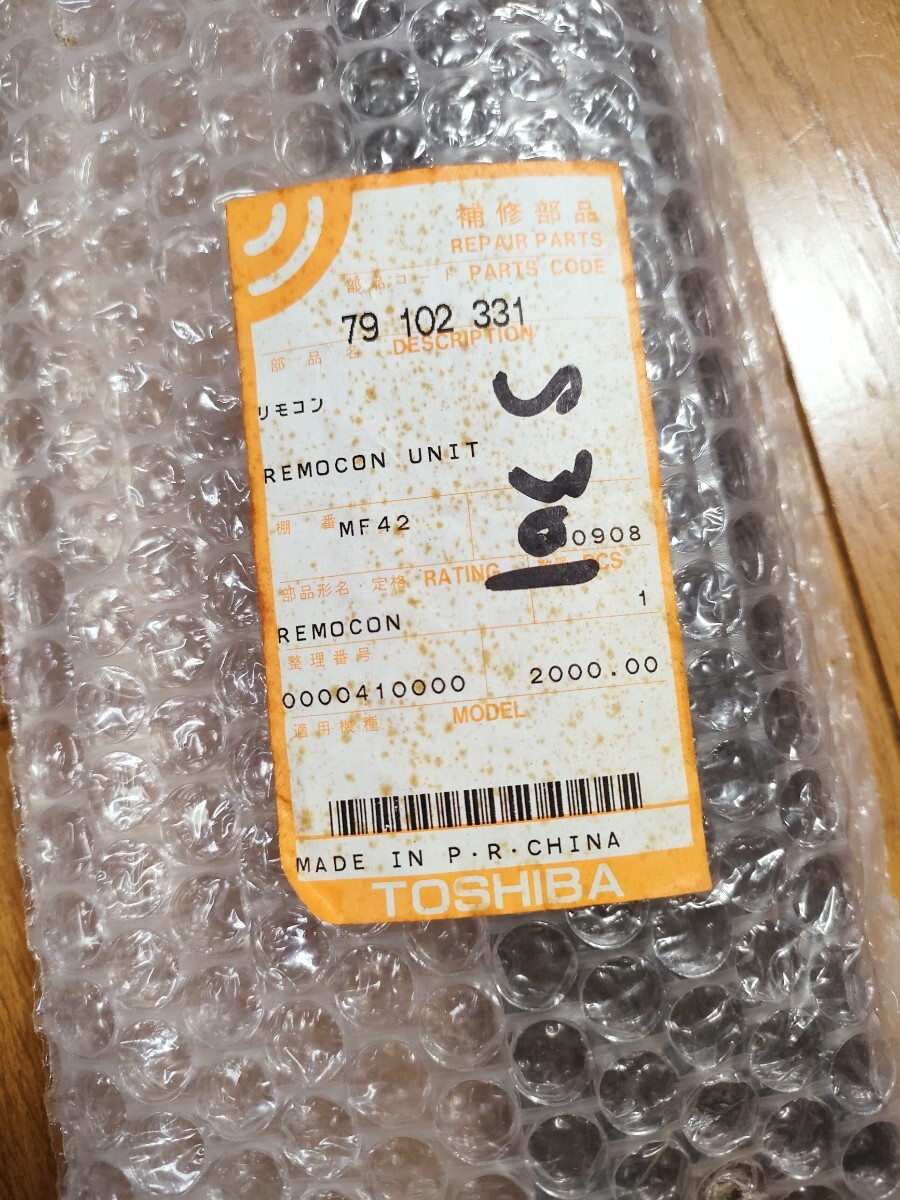 補修部品
REPAIR PARTS
部品コード PARTS CODE
79 102 331
部品名 DESCRIPTION
リモコン
REMOCON UNIT
棚番 MF42
0908
部品形名・定格 RATING
REMOCON
1
整理番号
0000410000
2000.00
適用機種 MODEL
MADE IN P・R・CHINA
TOSHIBA
S 301